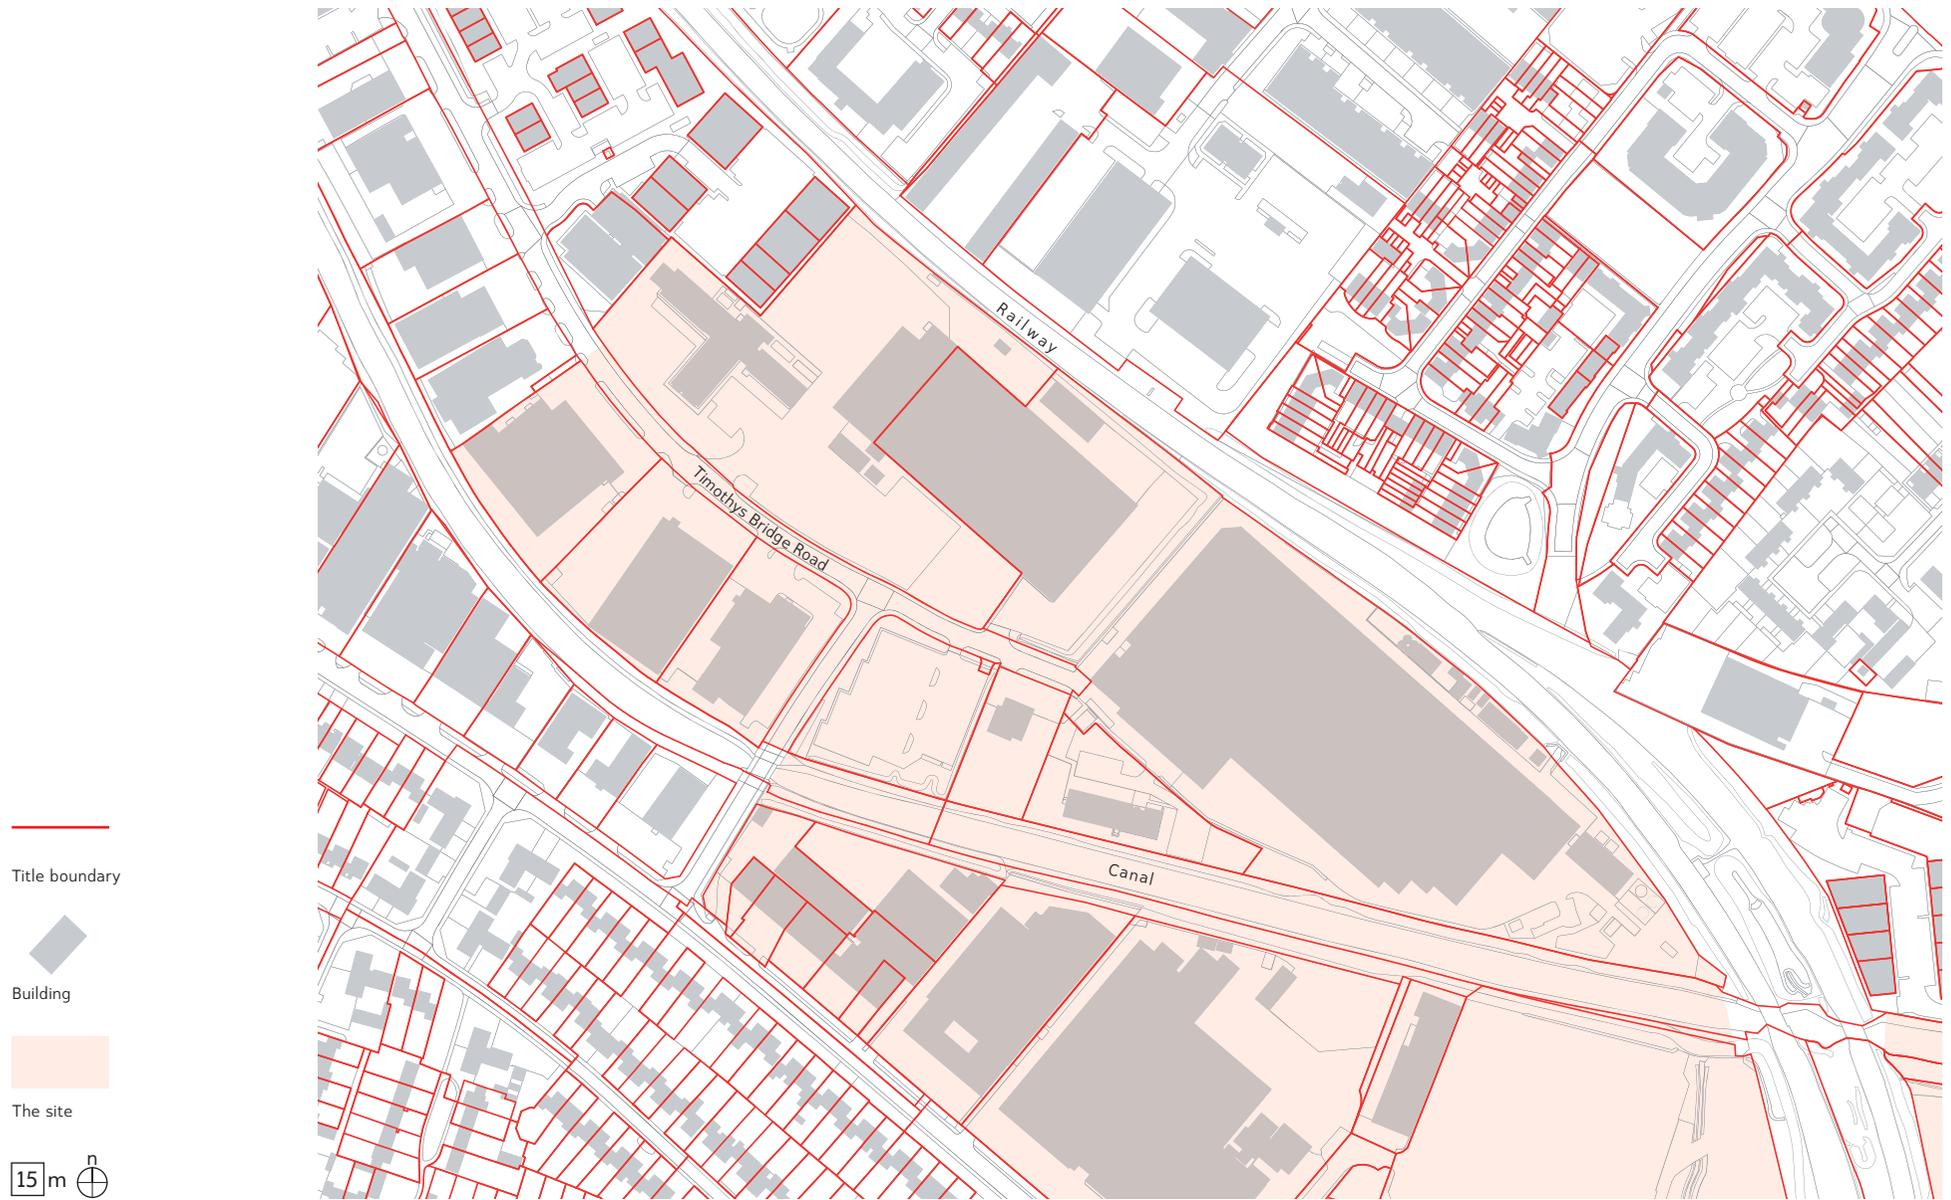 Railway
Timothys Bridge Road
Canal
Title boundary
Building
The site
15 m
n